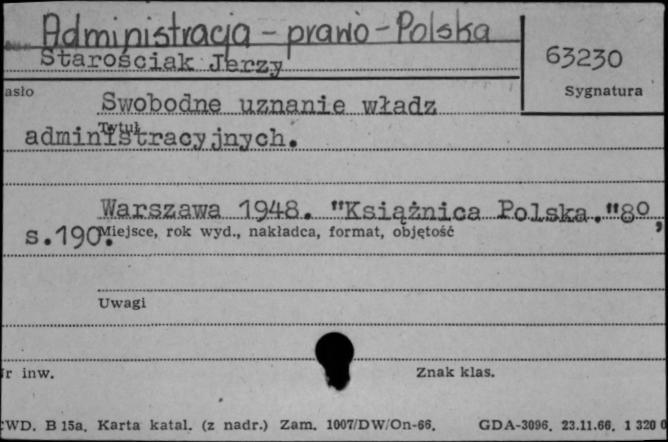 Administracja - prawo - Polska
Starościak Jerzy
63230
Sygnatura
asło
Swobodne uznanie władz
Tytuł
administracyjnych.
Warszawa 1948. "Książnica Polska." 8º,
s.190.
Miejsce, rok wyd., nakładca, format, objętość
Uwagi
r inw.
Znak klas.
CWD. B 15a. Karta katal. (z nadr.) Zam. 1007/DW/On-66. GDA-3096. 23.11.66. 1 320 0